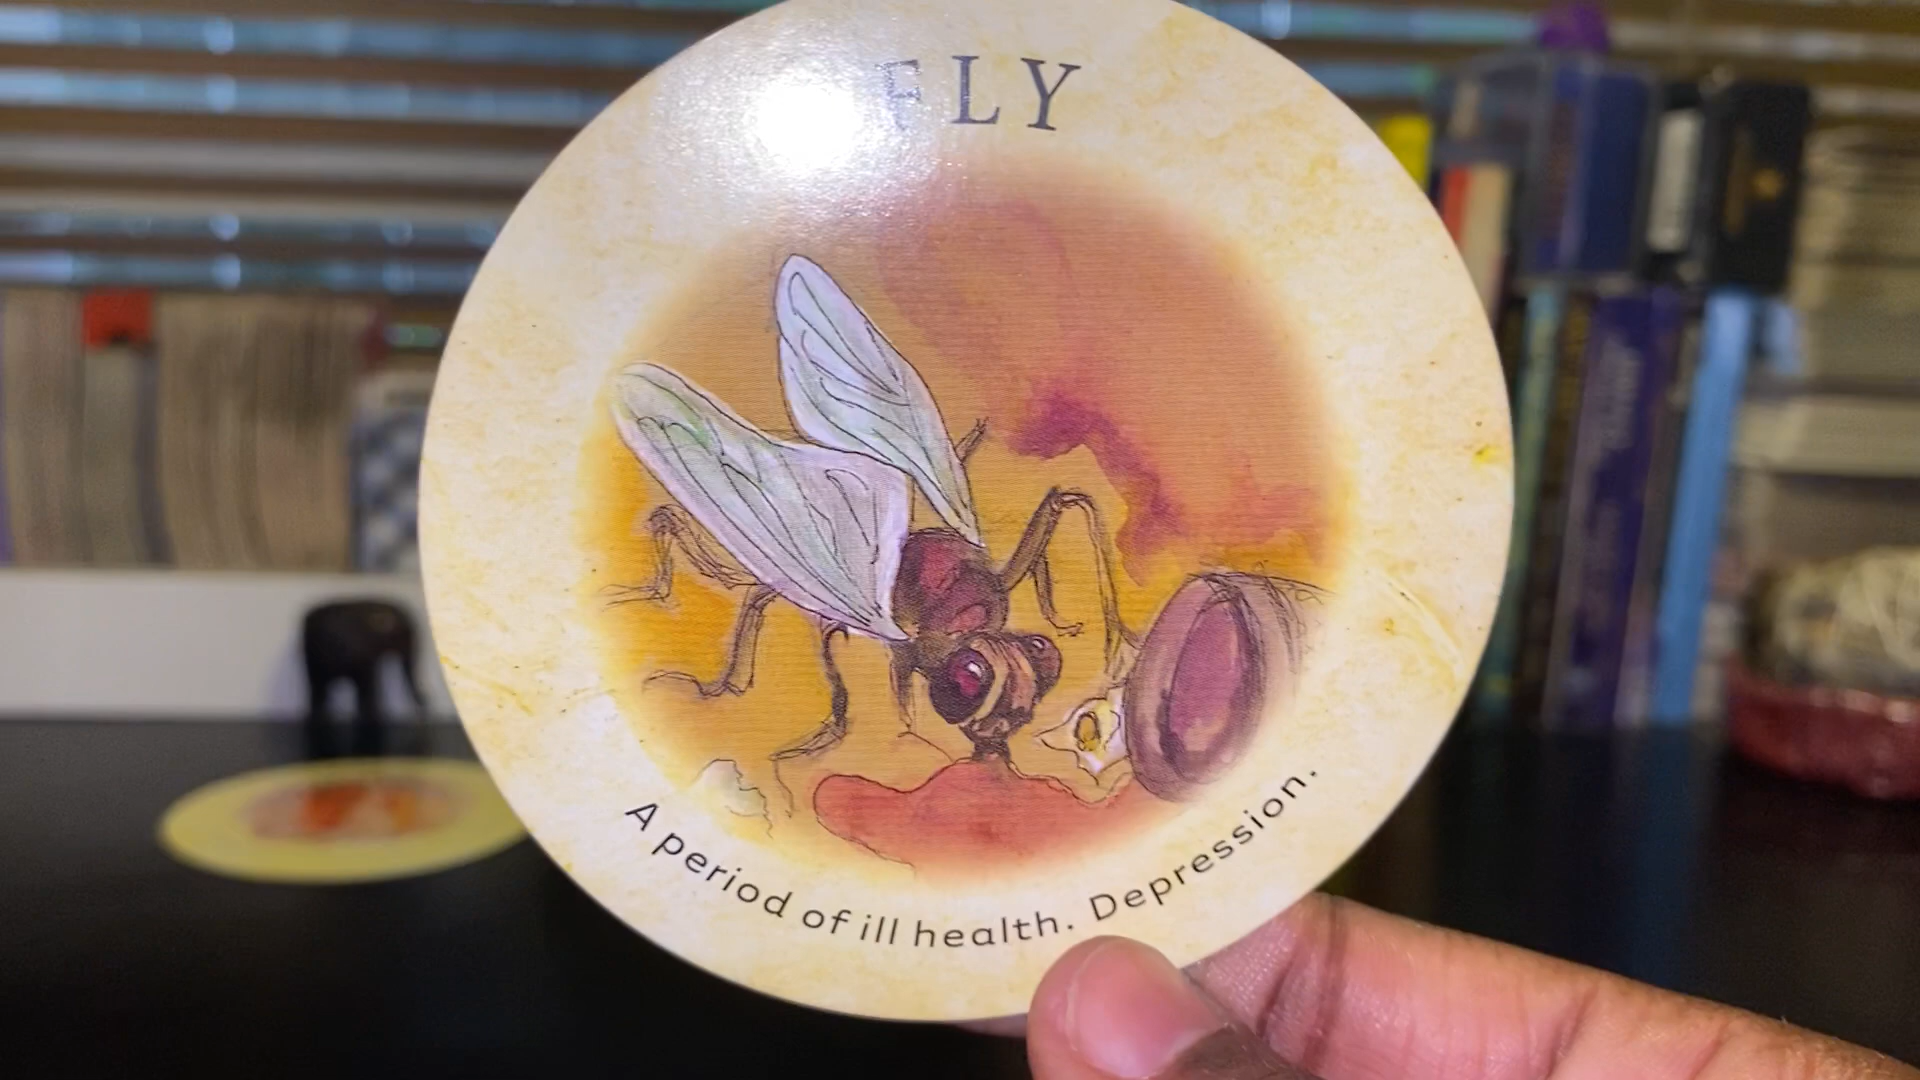 FLY
A period of ill health. Depression.